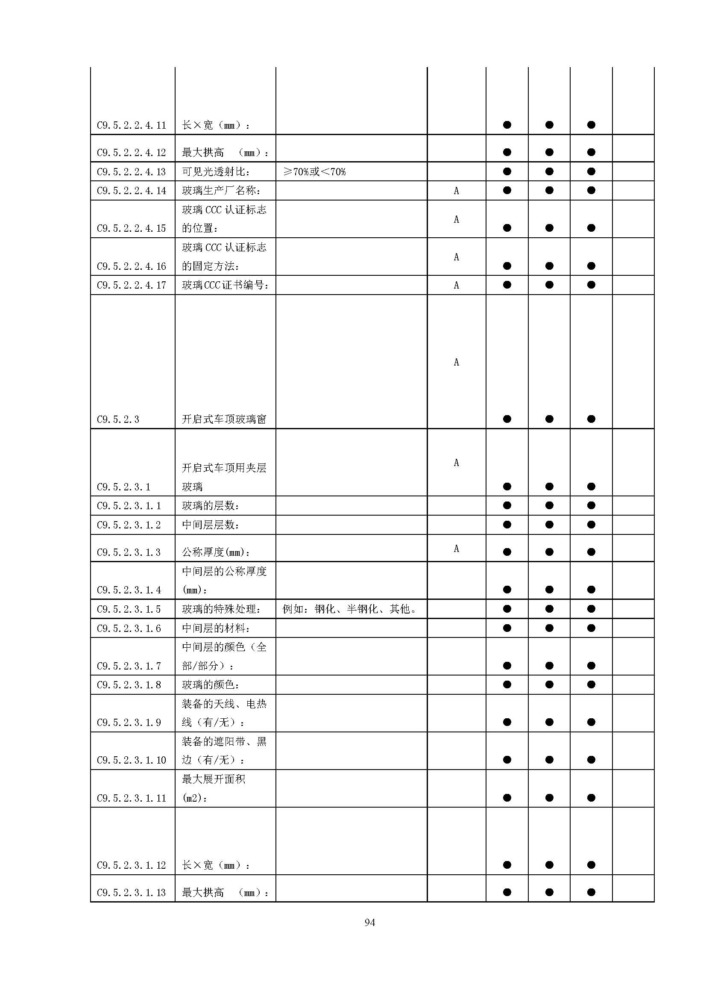 C9.5.2.2.4.11 长×宽（mm）： ● ● ●
C9.5.2.2.4.12 最大拱高　（mm）： ● ● ●
C9.5.2.2.4.13 可见光透射比： ≥70%或＜70% ● ● ●
C9.5.2.2.4.14 玻璃生产厂名称： A ● ● ●
玻璃 CCC 认证标志
A
C9.5.2.2.4.15 的位置： ● ● ●
玻璃 CCC 认证标志
A
C9.5.2.2.4.16 的固定方法： ● ● ●
C9.5.2.2.4.17 玻璃CCC证书编号： A ● ● ●
A
C9.5.2.3 开启式车顶玻璃窗 ● ● ●
A
开启式车顶用夹层
C9.5.2.3.1 玻璃 ● ● ●
C9.5.2.3.1.1 玻璃的层数： ● ● ●
C9.5.2.3.1.2 中间层层数： ● ● ●
C9.5.2.3.1.3 公称厚度(mm)： A ● ● ●
中间层的公称厚度
C9.5.2.3.1.4 (mm)： ● ● ●
C9.5.2.3.1.5 玻璃的特殊处理： 例如：钢化、半钢化、其他。 ● ● ●
C9.5.2.3.1.6 中间层的材料： ● ● ●
中间层的颜色（全
C9.5.2.3.1.7 部/部分）： ● ● ●
C9.5.2.3.1.8 玻璃的颜色： ● ● ●
装备的天线、电热
C9.5.2.3.1.9 线（有/无）： ● ● ●
装备的遮阳带、黑
C9.5.2.3.1.10 边（有/无）： ● ● ●
最大展开面积
C9.5.2.3.1.11 (m2)： ● ● ●
C9.5.2.3.1.12 长×宽（mm）： ● ● ●
C9.5.2.3.1.13 最大拱高　（mm）： ● ● ●
94